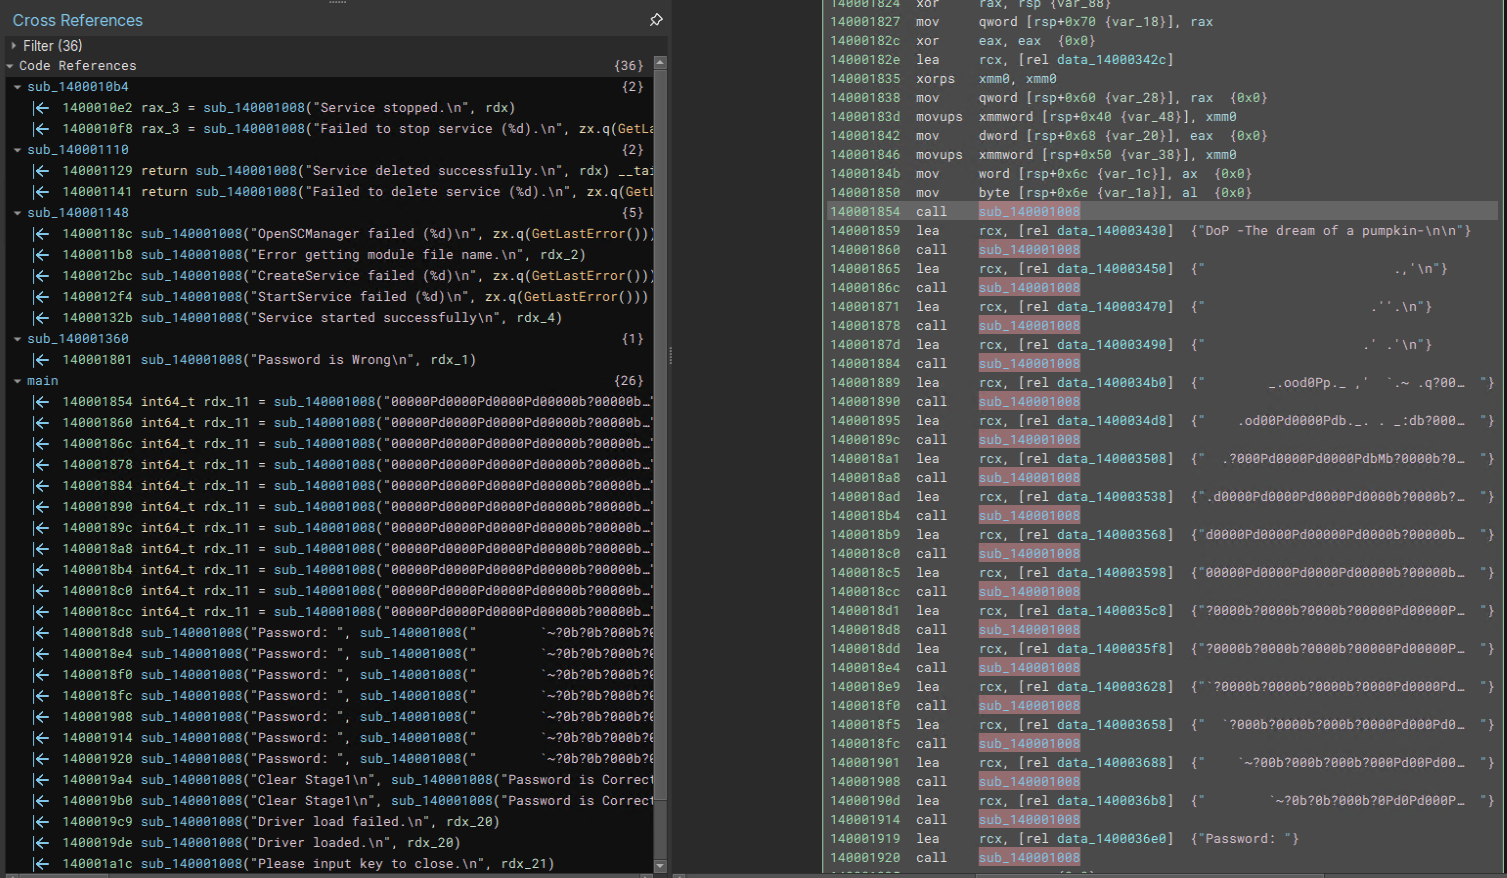 Cross References
Filter (36)
Code References {36}
sub_1400010b4 {2}
1400010e2 rax_3 = sub_140001008("Service stopped.\n", rdx)
1400010f8 rax_3 = sub_140001008("Failed to stop service (%d).\n", zx.q(GetLa
sub_140001110 {2}
140001129 return sub_140001008("Service deleted successfully.\n", rdx) __tai
140001141 return sub_140001008("Failed to delete service (%d).\n", zx.q(GetL
sub_140001148 {5}
14000118c sub_140001008("OpenSCManager failed (%d)\n", zx.q(GetLastError()))
1400011b8 sub_140001008("Error getting module file name.\n", rdx_2)
1400012bc sub_140001008("CreateService failed (%d)\n", zx.q(GetLastError()))
1400012f4 sub_140001008("StartService failed (%d)\n", zx.q(GetLastError()))
14000132b sub_140001008("Service started successfully\n", rdx_4)
sub_140001360 {1}
140001801 sub_140001008("Password is Wrong\n", rdx_1)
main {26}
140001854 int64_t rdx_11 = sub_140001008("00000Pd0000Pd0000Pd00000b?00000b…"
140001860 int64_t rdx_11 = sub_140001008("00000Pd0000Pd0000Pd00000b?00000b…"
14000186c int64_t rdx_11 = sub_140001008("00000Pd0000Pd0000Pd00000b?00000b…"
140001878 int64_t rdx_11 = sub_140001008("00000Pd0000Pd0000Pd00000b?00000b…"
140001884 int64_t rdx_11 = sub_140001008("00000Pd0000Pd0000Pd00000b?00000b…"
140001890 int64_t rdx_11 = sub_140001008("00000Pd0000Pd0000Pd00000b?00000b…"
14000189c int64_t rdx_11 = sub_140001008("00000Pd0000Pd0000Pd00000b?00000b…"
1400018a8 int64_t rdx_11 = sub_140001008("00000Pd0000Pd0000Pd00000b?00000b…"
1400018b4 int64_t rdx_11 = sub_140001008("00000Pd0000Pd0000Pd00000b?00000b…"
1400018c0 int64_t rdx_11 = sub_140001008("00000Pd0000Pd0000Pd00000b?00000b…"
1400018cc int64_t rdx_11 = sub_140001008("00000Pd0000Pd0000Pd00000b?00000b…"
1400018d8 sub_140001008("Password: ", sub_140001008("        `~?0b?0b?000b?0
1400018e4 sub_140001008("Password: ", sub_140001008("        `~?0b?0b?000b?0
1400018f0 sub_140001008("Password: ", sub_140001008("        `~?0b?0b?000b?0
1400018fc sub_140001008("Password: ", sub_140001008("        `~?0b?0b?000b?0
140001908 sub_140001008("Password: ", sub_140001008("        `~?0b?0b?000b?0
140001914 sub_140001008("Password: ", sub_140001008("        `~?0b?0b?000b?0
140001920 sub_140001008("Password: ", sub_140001008("        `~?0b?0b?000b?0
1400019a4 sub_140001008("Clear Stage1\n", sub_140001008("Password is Correct
1400019b0 sub_140001008("Clear Stage1\n", sub_140001008("Password is Correct
1400019c9 sub_140001008("Driver load failed.\n", rdx_20)
1400019de sub_140001008("Driver loaded.\n", rdx_20)
140001a1c sub_140001008("Please input key to close.\n", rdx_21)
140001824 xor rax, rsp {var_88}
140001827 mov qword [rsp+0x70 {var_18}], rax
14000182c xor eax, eax {0x0}
14000182e lea rcx, [rel data_14000342c]
140001835 xorps xmm0, xmm0
140001838 mov qword [rsp+0x60 {var_28}], rax {0x0}
14000183d movups xmmword [rsp+0x40 {var_48}], xmm0
140001842 mov dword [rsp+0x68 {var_20}], eax {0x0}
140001846 movups xmmword [rsp+0x50 {var_38}], xmm0
14000184b mov word [rsp+0x6c {var_1c}], ax {0x0}
140001850 mov byte [rsp+0x6e {var_1a}], al {0x0}
140001854 call sub_140001008
140001859 lea rcx, [rel data_140003430] {"DoP -The dream of a pumpkin-\n\n"}
140001860 call sub_140001008
140001865 lea rcx, [rel data_140003450] {"                        .,'\n"}
14000186c call sub_140001008
140001871 lea rcx, [rel data_140003470] {"                     .''.\n"}
140001878 call sub_140001008
14000187d lea rcx, [rel data_140003490] {"                    .' .'\n"}
140001884 call sub_140001008
140001889 lea rcx, [rel data_1400034b0] {"        _.ood0Pp._ ,'  `.~ .q?00…  "}
140001890 call sub_140001008
140001895 lea rcx, [rel data_1400034d8] {"    .od00Pd0000Pdb._. . _:db?000…  "}
14000189c call sub_140001008
1400018a1 lea rcx, [rel data_140003508] {"  .?000Pd0000Pd0000PdbMb?0000b?0…  "}
1400018a8 call sub_140001008
1400018ad lea rcx, [rel data_140003538] {".d0000Pd0000Pd0000Pd0000b?0000b?…  "}
1400018b4 call sub_140001008
1400018b9 lea rcx, [rel data_140003568] {"d0000Pd0000Pd0000Pd00000b?0000b…  "}
1400018c0 call sub_140001008
1400018c5 lea rcx, [rel data_140003598] {"00000Pd0000Pd0000Pd00000b?00000b…  "}
1400018cc call sub_140001008
1400018d1 lea rcx, [rel data_1400035c8] {"?0000b?0000b?0000b?00000Pd00000P…  "}
1400018d8 call sub_140001008
1400018dd lea rcx, [rel data_1400035f8] {"?0000b?0000b?0000b?00000Pd00000P…  "}
1400018e4 call sub_140001008
1400018e9 lea rcx, [rel data_140003628] {"`?0000b?0000b?0000b?0000Pd0000Pd…  "}
1400018f0 call sub_140001008
1400018f5 lea rcx, [rel data_140003658] {"  `?000b?0000b?000b?0000Pd000Pd0…  "}
1400018fc call sub_140001008
140001901 lea rcx, [rel data_140003688] {"    `~?00b?000b?000b?000Pd00Pd00…  "}
140001908 call sub_140001008
14000190d lea rcx, [rel data_1400036b8] {"        `~?0b?0b?000b?0Pd0Pd000P…  "}
140001914 call sub_140001008
140001919 lea rcx, [rel data_1400036e0] {"Password: "}
140001920 call sub_140001008